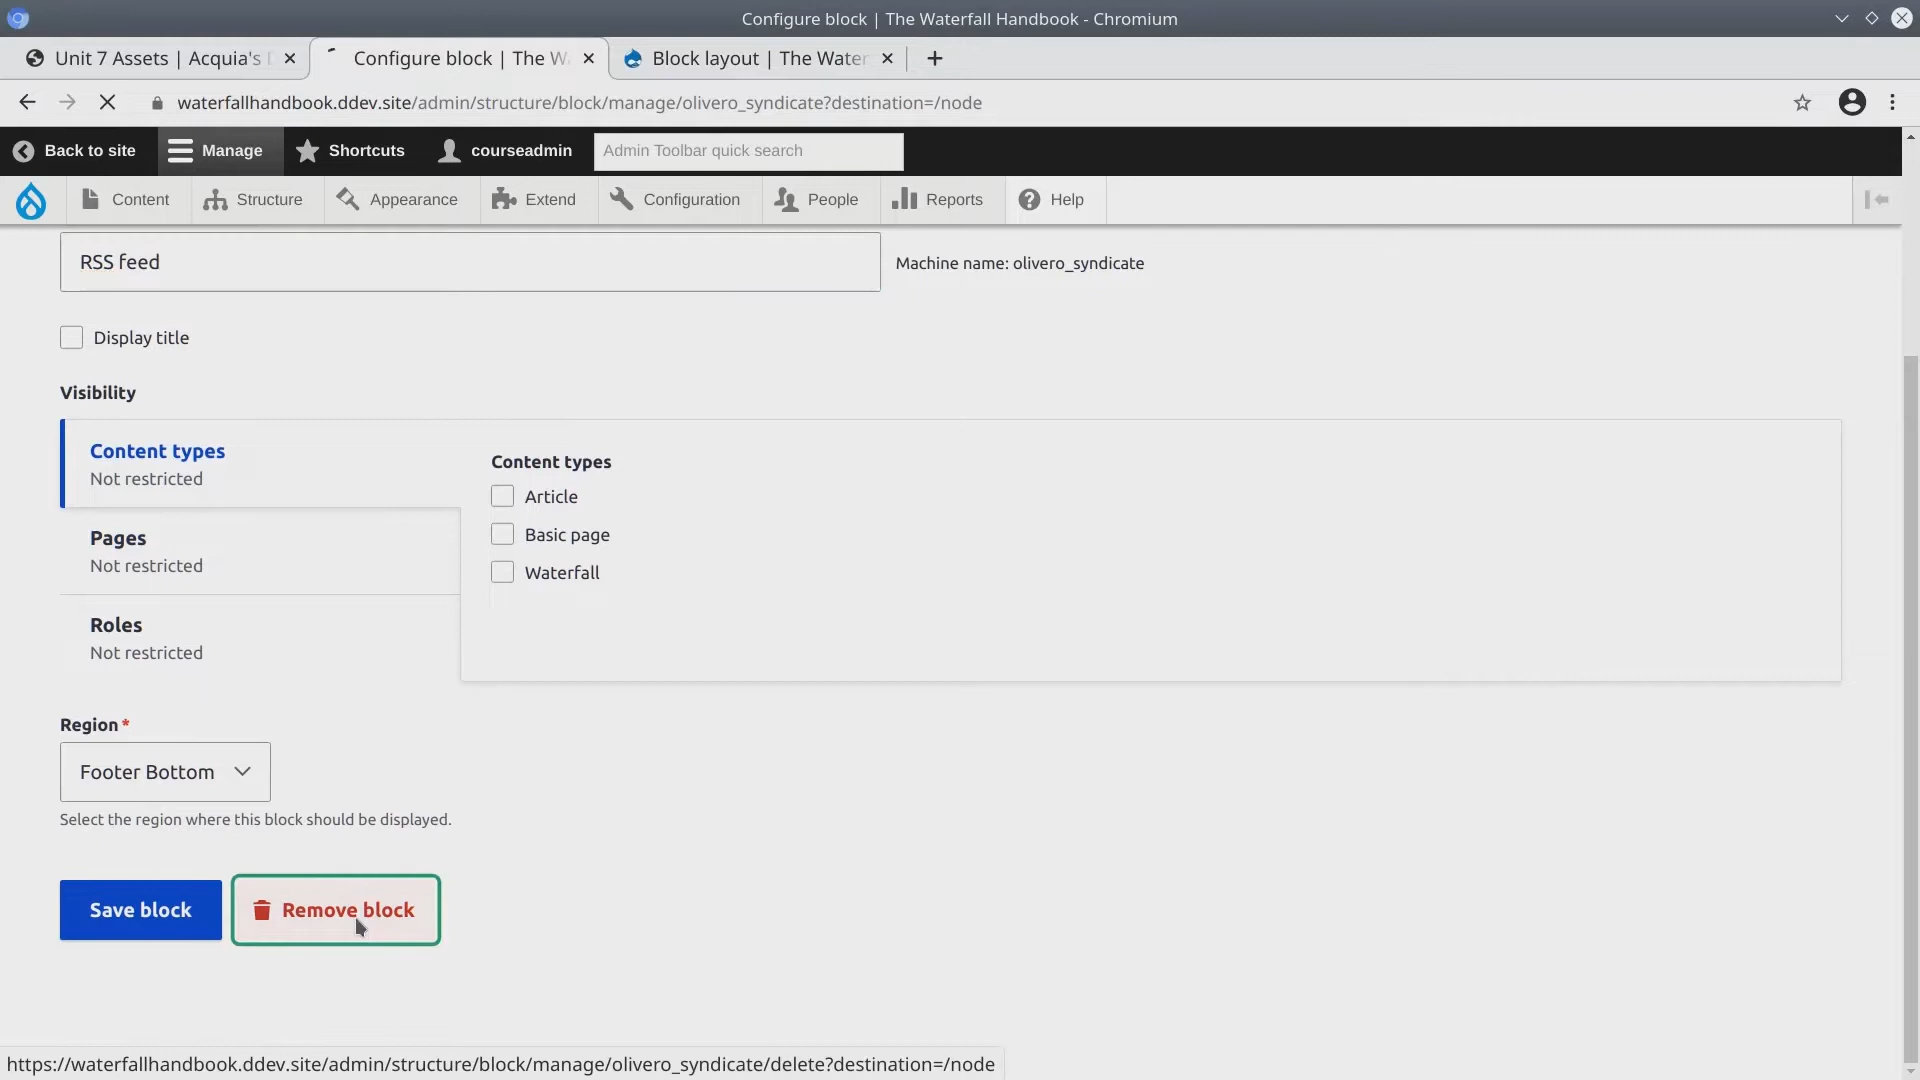 Configure block | The Waterfall Handbook - Chromium
Unit 7 Assets | Acquia's
Configure block | The W
Block layout | The Water
waterfallhandbook.ddev.site/admin/structure/block/manage/olivero_syndicate?destination=/node
Back to site
Manage
Shortcuts
courseadmin
Admin Toolbar quick search
Content
Structure
Appearance
Extend
Configuration
People
Reports
Help
RSS feed
Machine name: olivero_syndicate
Display title
Visibility
Content types
Not restricted
Pages
Not restricted
Roles
Not restricted
Content types
Article
Basic page
Waterfall
Region *
Footer Bottom
Select the region where this block should be displayed.
Save block
Remove block
https://waterfallhandbook.ddev.site/admin/structure/block/manage/olivero_syndicate/delete?destination=/node